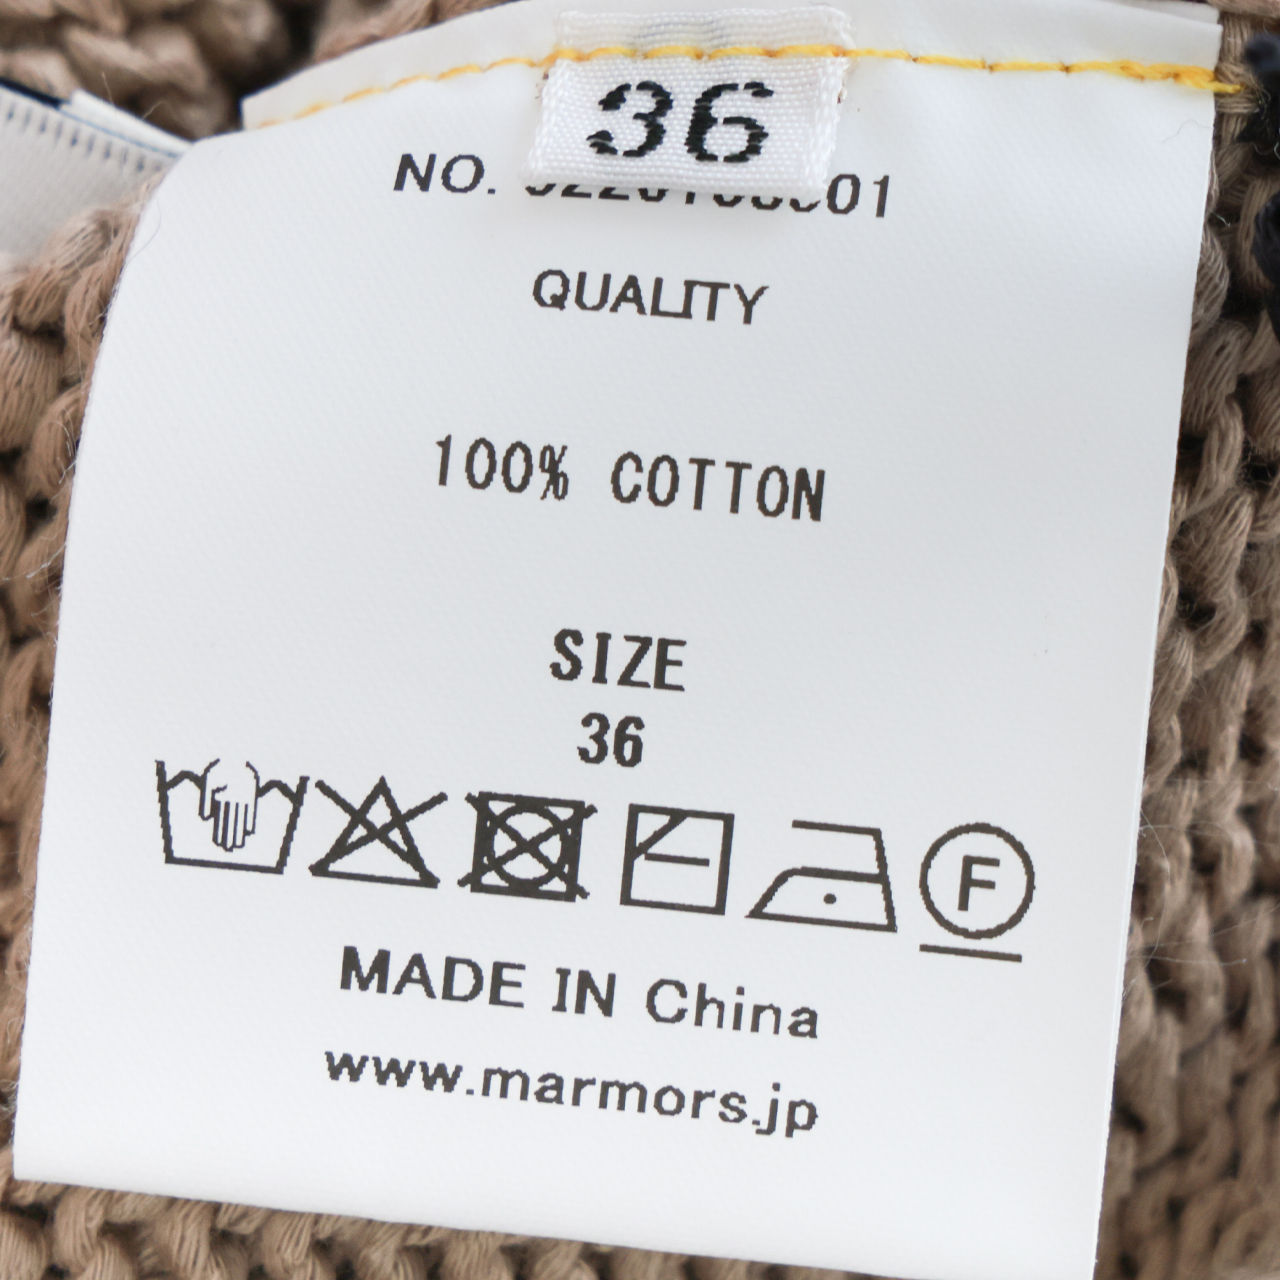 36
NO.
QUALITY
100% COTTON
SIZE
36
F
MADE IN China
www.marmors.jp